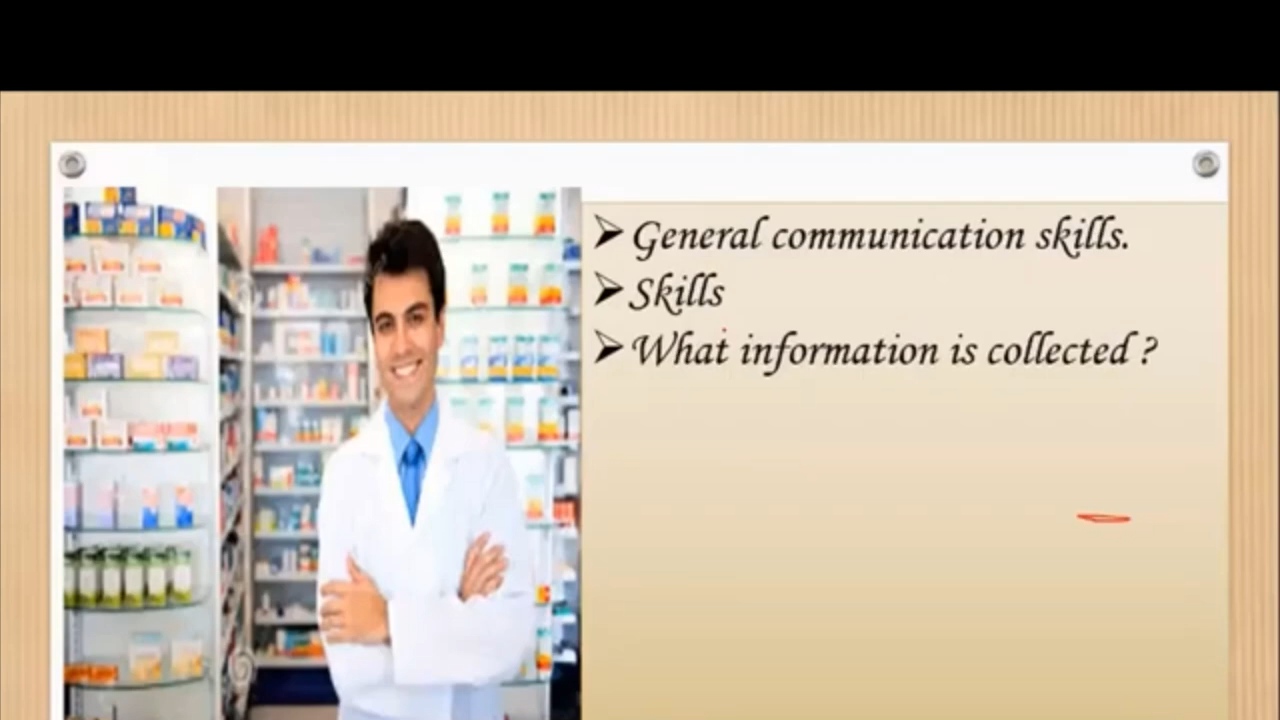 ➢General communication skills.
➢Skills
➢What information is collected ?